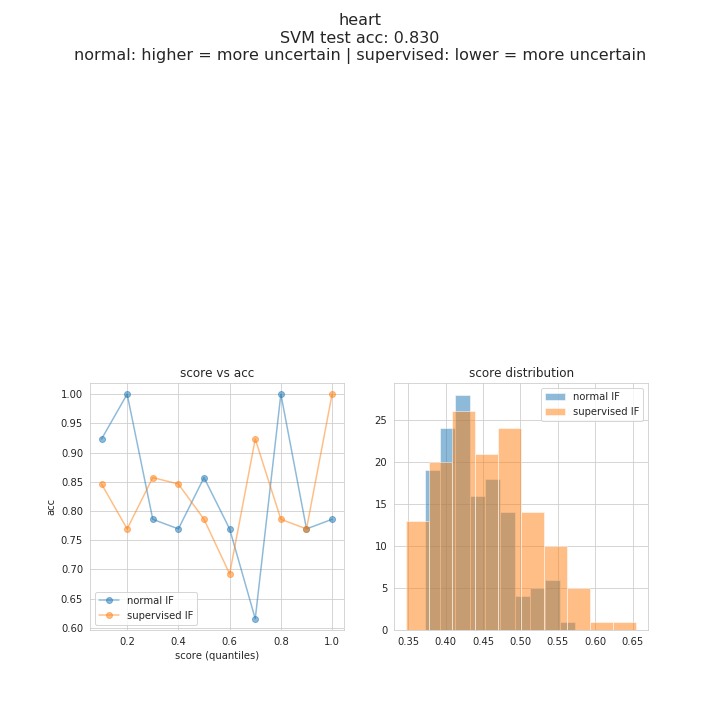 heart
SVM test acc: 0.830
normal: higher = more uncertain | supervised: lower = more uncertain
score vs acc
1.00
0.95
0.90
0.85
0.80
0.75
0.70
0.65
0.60
acc
normal IF
supervised IF
0.2 0.4 0.6 0.8 1.0
score (quantiles)
score distribution
normal IF
supervised IF
25
20
15
10
5
0
0.35 0.40 0.45 0.50 0.55 0.60 0.65